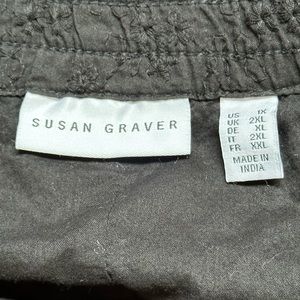 SUSAN GRAVER
US 1X
UK 2XL
DE XL
IT 2XL
FR XXL
MADE IN
INDIA